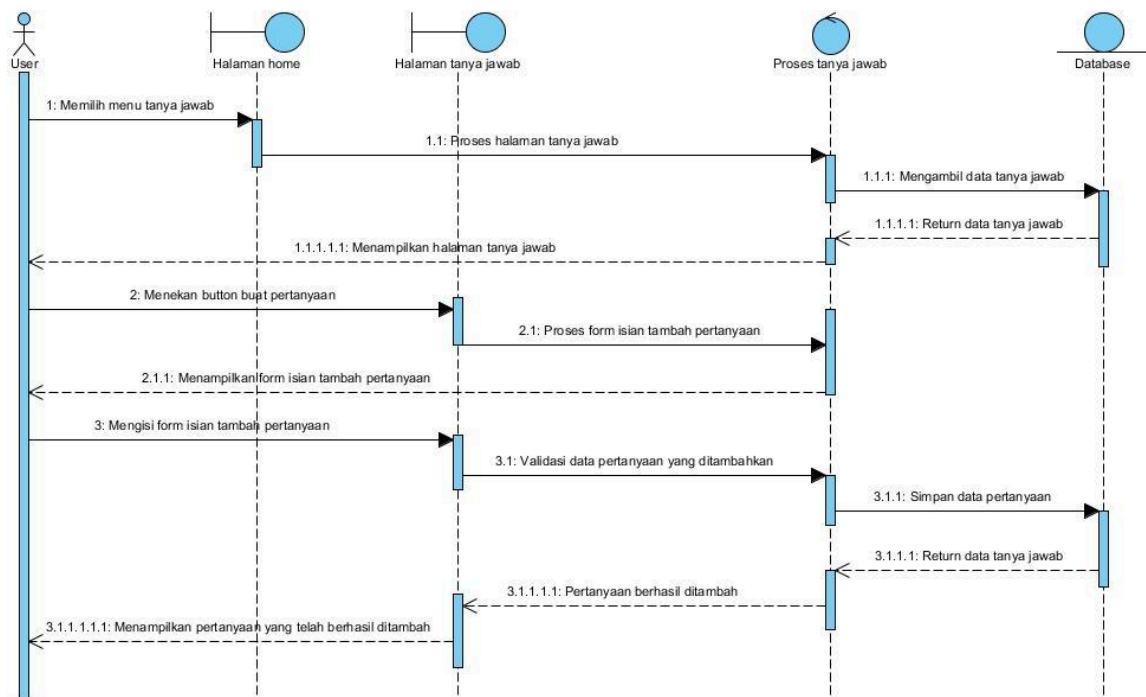 User
Halaman home
Halaman tanya jawab
Proses tanya jawab
Database
1: Memilih menu tanya jawab
1.1: Proses halaman tanya jawab
1.1.1: Mengambil data tanya jawab
1.1.1.1: Return data tanya jawab
1.1.1.1.1: Menampilkan halaman tanya jawab
2: Menekan button buat pertanyaan
2.1: Proses form isian tambah pertanyaan
2.1.1: Menampilkan form isian tambah pertanyaan
3: Mengisi form isian tambah pertanyaan
3.1: Validasi data pertanyaan yang ditambahkan
3.1.1: Simpan data pertanyaan
3.1.1.1: Return data tanya jawab
3.1.1.1.1: Pertanyaan berhasil ditambah
3.1.1.1.1.1: Menampilkan pertanyaan yang telah berhasil ditambah